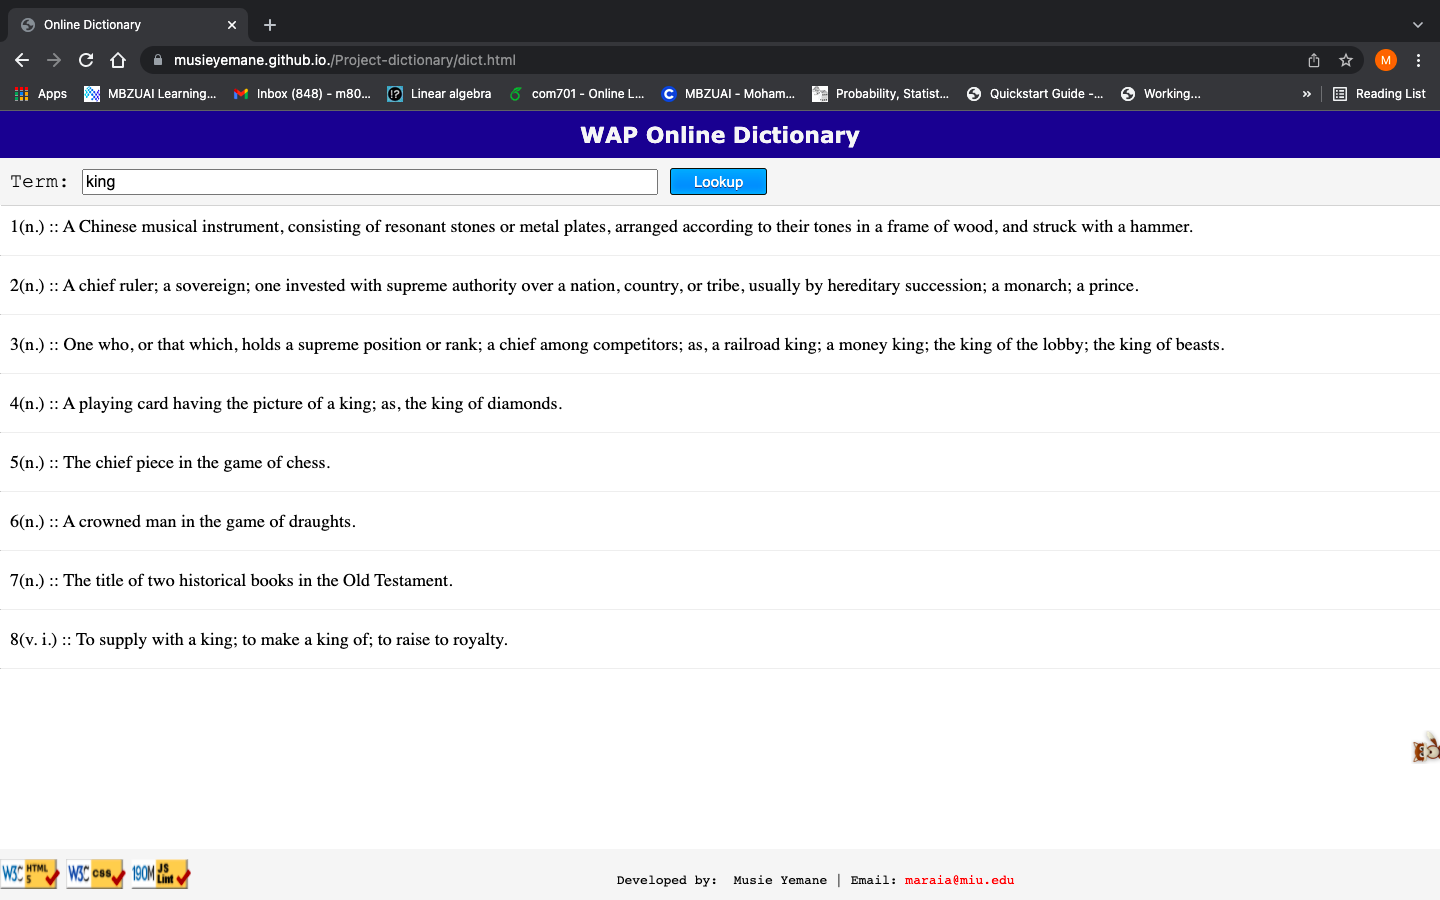 Online Dictionary
musieyemane.github.io./Project-dictionary/dict.html
M
Apps MBZUAI Learning... Inbox (848) - m80... Linear algebra com701 - Online L... MBZUAI - Moham... Probability, Statist... Quickstart Guide -... Working... » Reading List
WAP Online Dictionary
Term: king Lookup
1(n.) :: A Chinese musical instrument, consisting of resonant stones or metal plates, arranged according to their tones in a frame of wood, and struck with a hammer.
2(n.) :: A chief ruler; a sovereign; one invested with supreme authority over a nation, country, or tribe, usually by hereditary succession; a monarch; a prince.
3(n.) :: One who, or that which, holds a supreme position or rank; a chief among competitors; as, a railroad king; a money king; the king of the lobby; the king of beasts.
4(n.) :: A playing card having the picture of a king; as, the king of diamonds.
5(n.) :: The chief piece in the game of chess.
6(n.) :: A crowned man in the game of draughts.
7(n.) :: The title of two historical books in the Old Testament.
8(v. i.) :: To supply with a king; to make a king of; to raise to royalty.
W3C HTML 5 W3C css 190M JS Lint
Developed by: Musie Yemane | Email: maraia@miu.edu